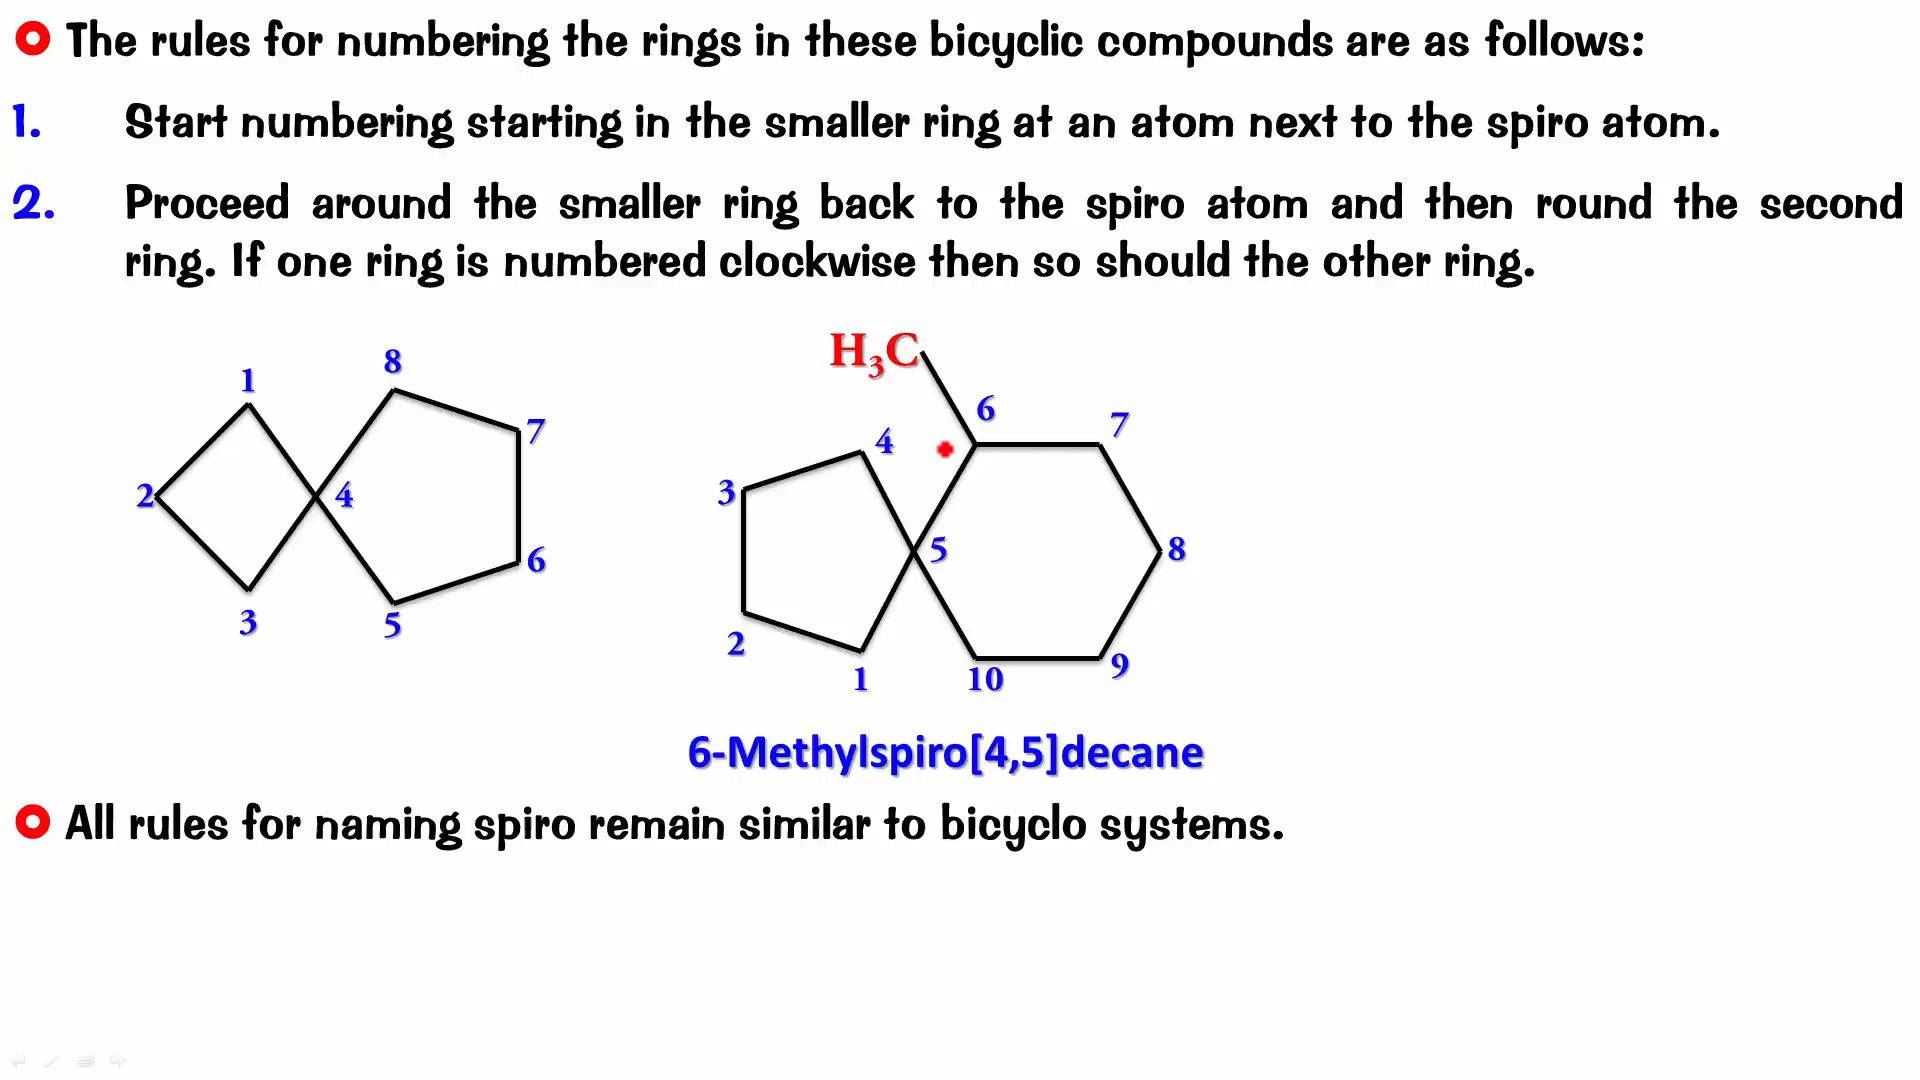 The rules for numbering the rings in these bicyclic compounds are as follows:
1. Start numbering starting in the smaller ring at an atom next to the spiro atom.
2. Proceed around the smaller ring back to the spiro atom and then round the second
ring. If one ring is numbered clockwise then so should the other ring.
1
8
2
4
7
3
5
6
H₃C
6
7
4
3
5
8
2
1
10
9
6-Methylspiro[4,5]decane
All rules for naming spiro remain similar to bicyclo systems.